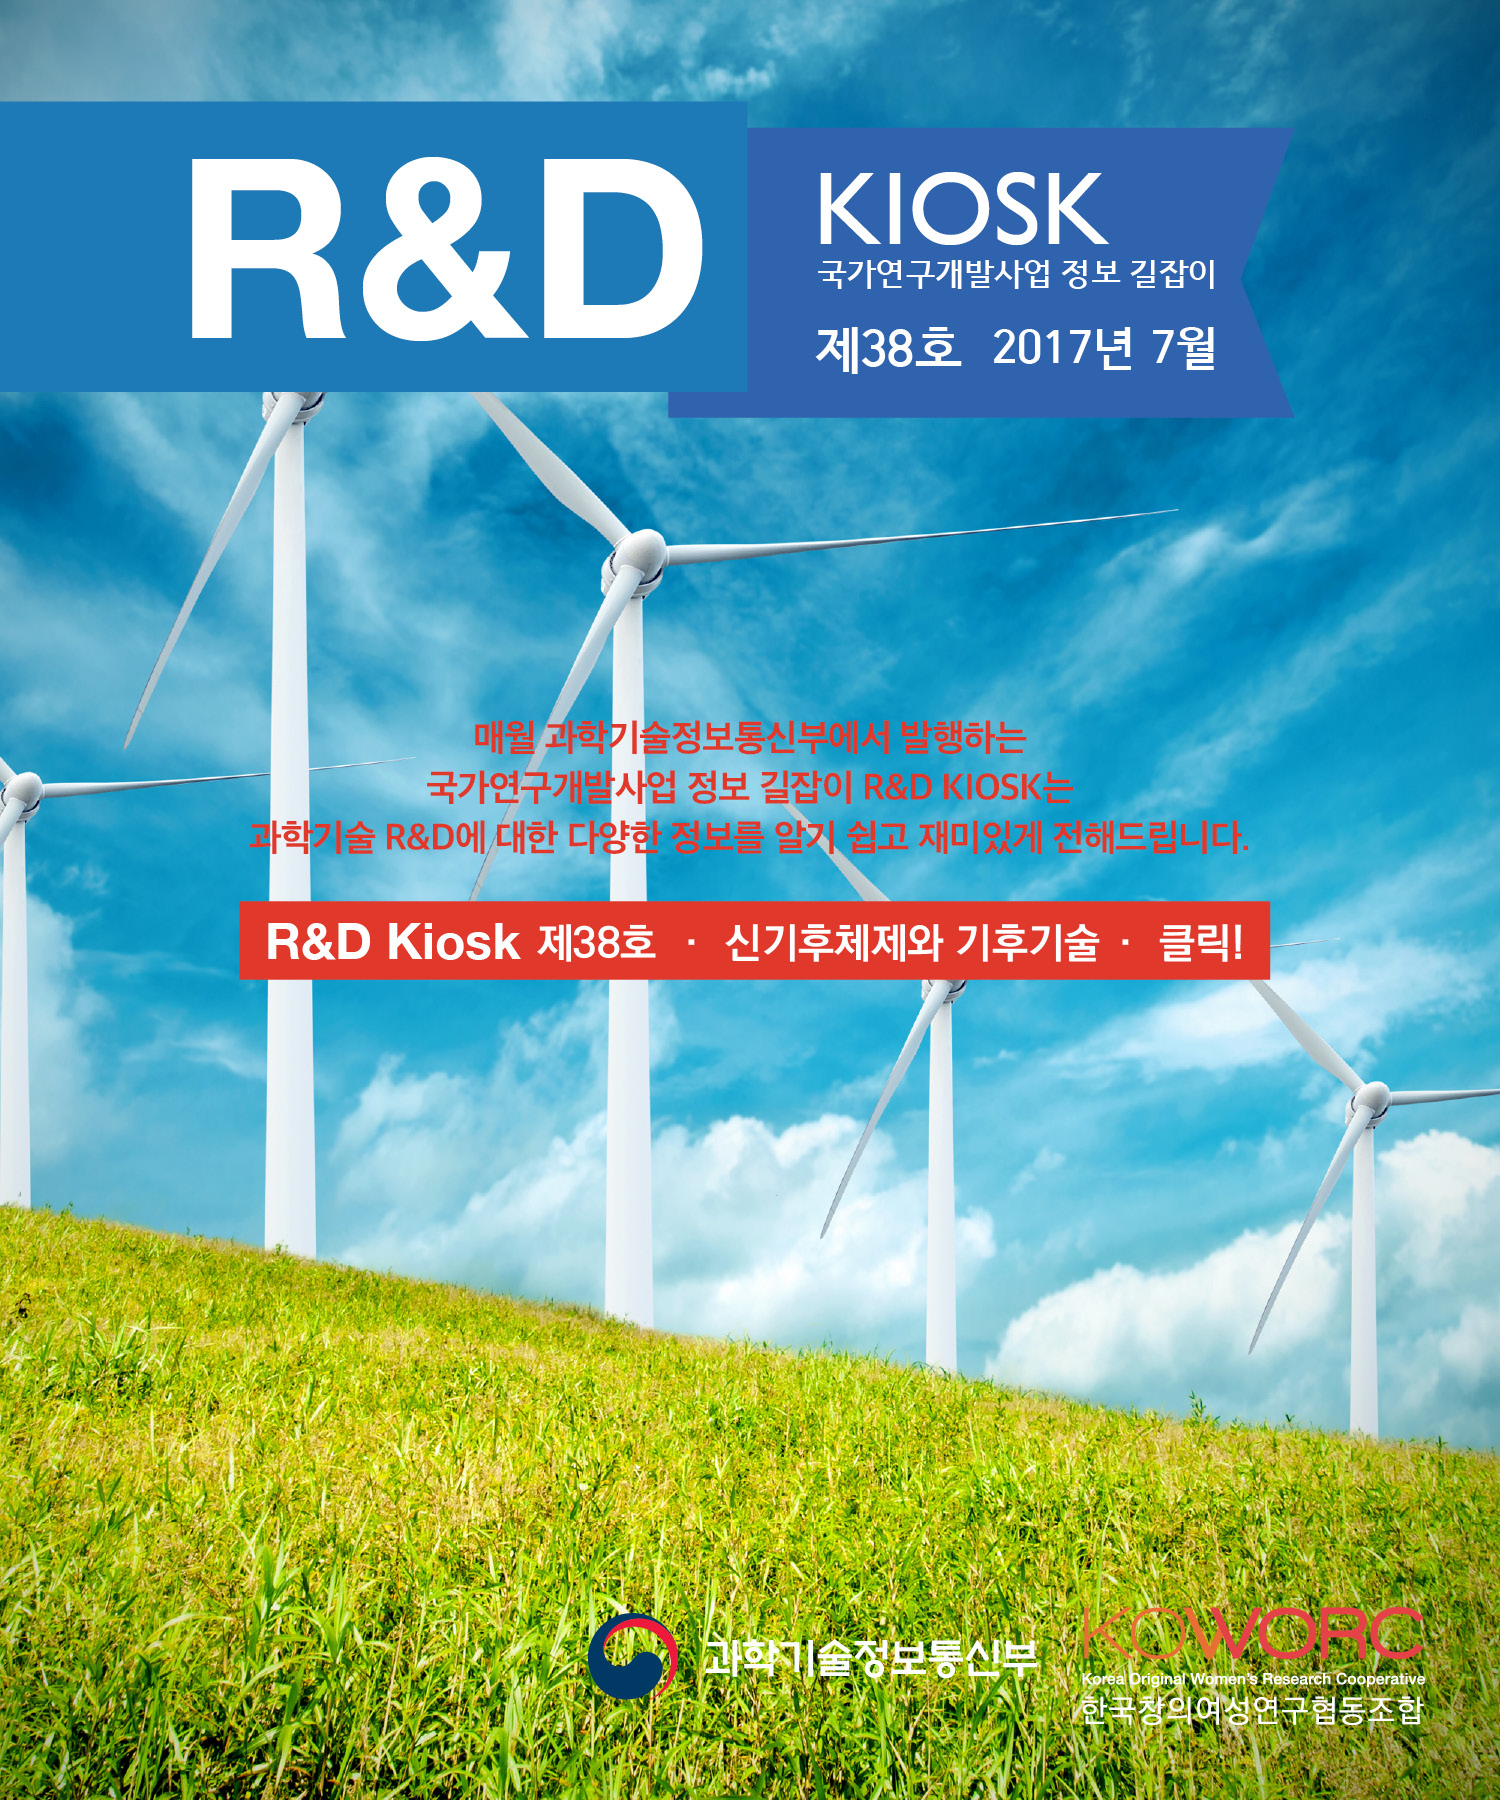 R&D
KIOSK
국가연구개발사업 정보 길잡이
제38호 2017년 7월
매월 과학기술정보통신부에서 발행하는
국가연구개발사업 정보 길잡이 R&D KIOSK는
과학기술 R&D에 대한 다양한 정보를 알기 쉽고 재미있게 전해드립니다.
R&D Kiosk 제38호 · 신기후체제와 기후기술 · 클릭!
과학기술정보통신부
KOWORC
Korea Original Women's Research Cooperative
한국창의여성연구협동조합